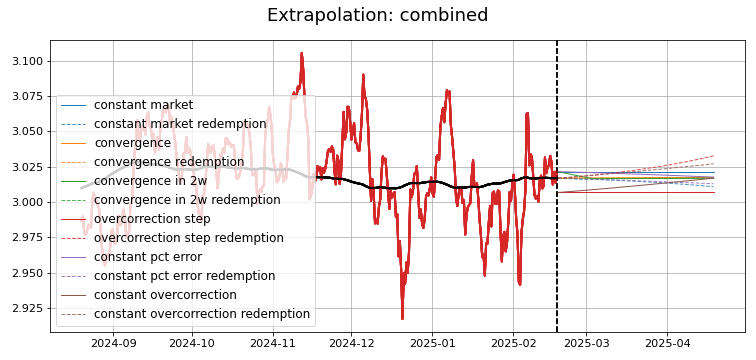 Extrapolation: combined
3.100
3.075
3.050
3.025
3.000
2.975
2.950
2.925
constant market
constant market redemption
convergence
convergence redemption
convergence in 2w
convergence in 2w redemption
overcorrection step
overcorrection step redemption
constant pct error
constant pct error redemption
constant overcorrection
constant overcorrection redemption
2024-09 2024-10 2024-11 2024-12 2025-01 2025-02 2025-03 2025-04